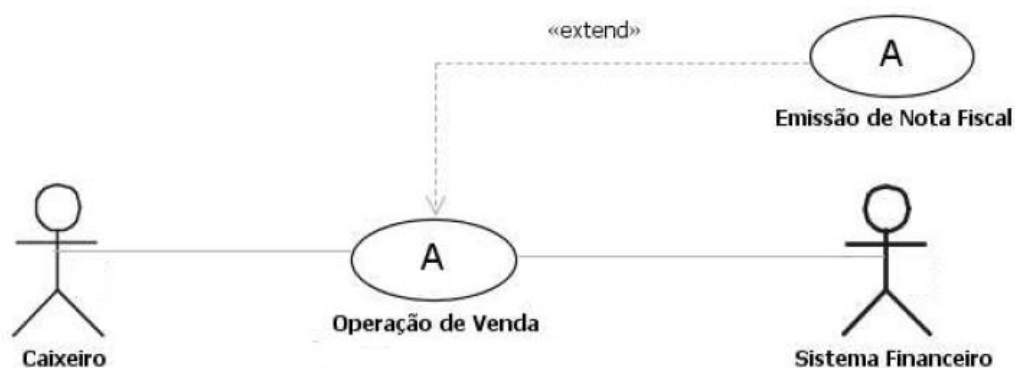 «extend»
A
Emissão de Nota Fiscal
A
Operação de Venda
Caixeiro
Sistema Financeiro